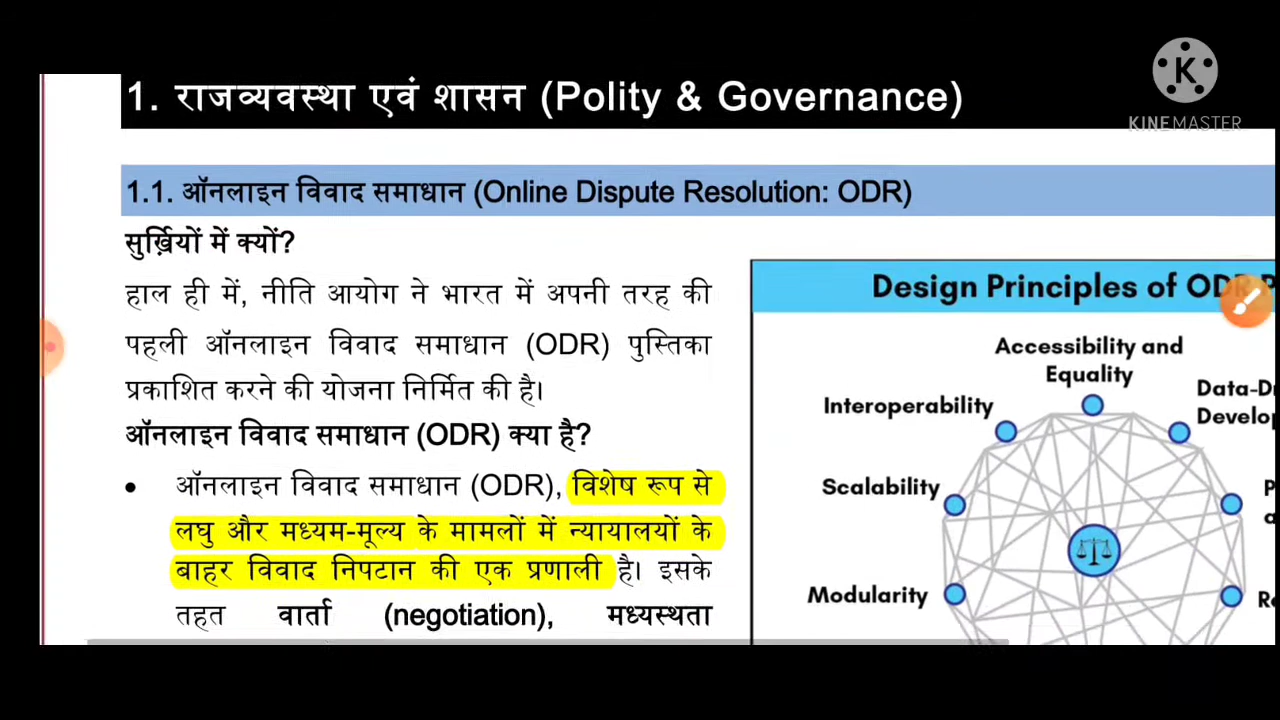 1. राजव्यवस्था एवं शासन (Polity & Governance)
KINEMASTER
1.1. ऑनलाइन विवाद समाधान (Online Dispute Resolution: ODR)
सुर्ख़ियों में क्यों?
हाल ही में, नीति आयोग ने भारत में अपनी तरह की
पहली ऑनलाइन विवाद समाधान (ODR) पुस्तिका
प्रकाशित करने की योजना निर्मित की है।
ऑनलाइन विवाद समाधान (ODR) क्या है?
• ऑनलाइन विवाद समाधान (ODR), विशेष रूप से
लघु और मध्यम-मूल्य के मामलों में न्यायालयों के
बाहर विवाद निपटान की एक प्रणाली है। इसके
तहत वार्ता (negotiation), मध्यस्थता
Design Principles of
Accessibility and
Equality
Interoperability
Scalability
Modularity